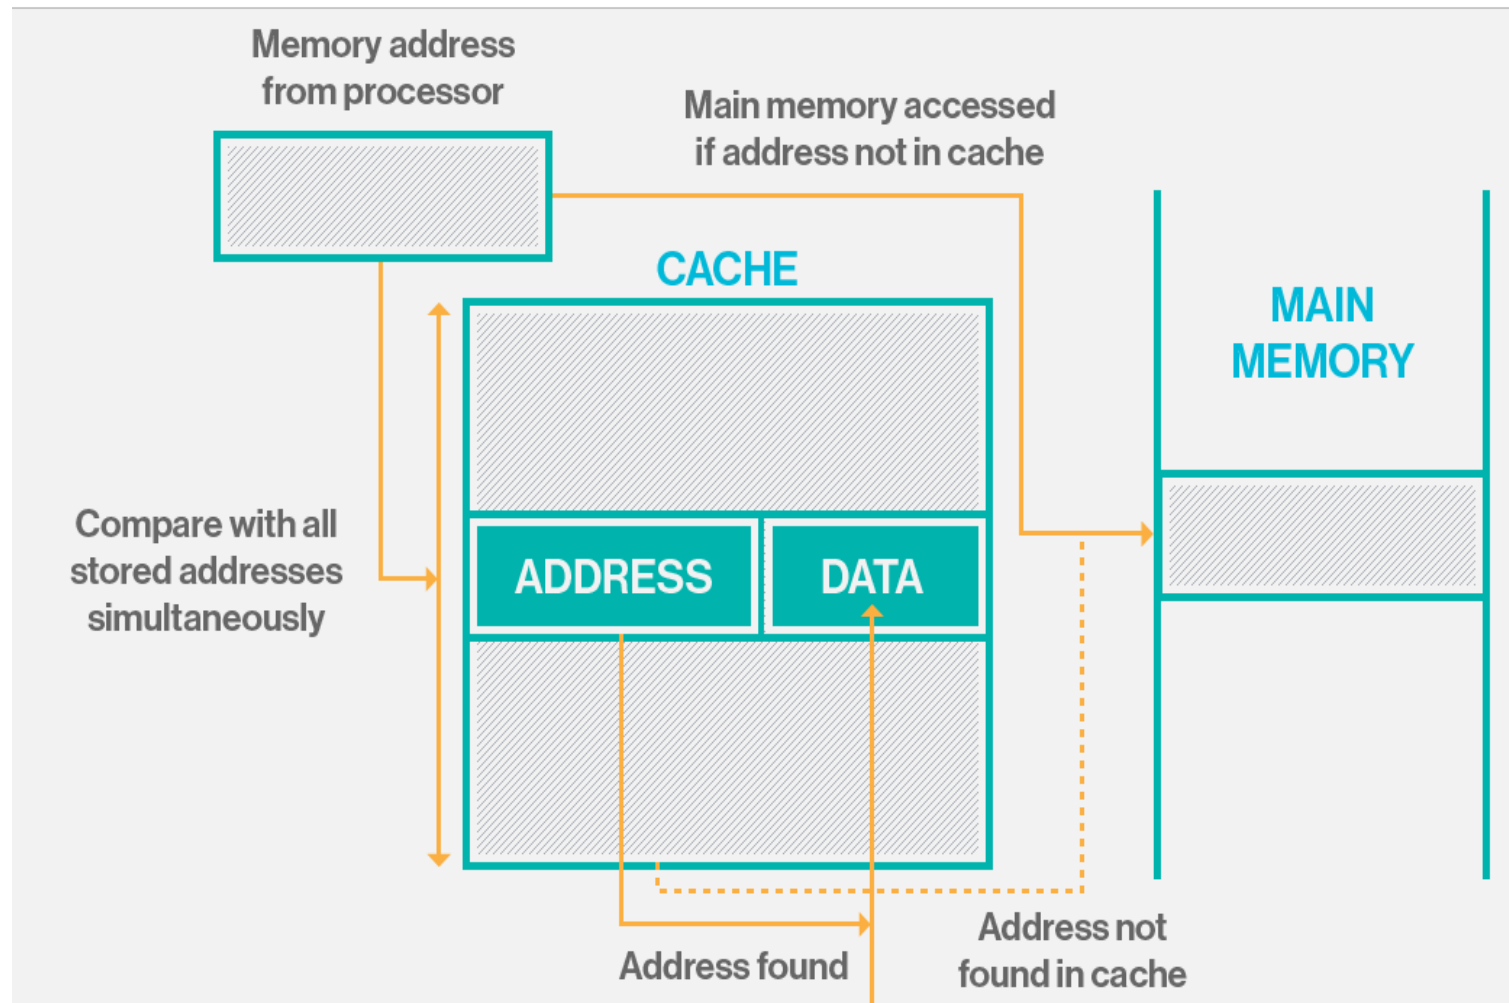 Memory address
from processor
Main memory accessed
if address not in cache
CACHE
MAIN
MEMORY
Compare with all
stored addresses
simultaneously
ADDRESS
DATA
Address found
Address not
found in cache